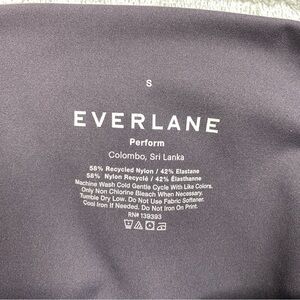 S
EVERLANE
Perform
Colombo, Sri Lanka
58% Recycled Nylon / 42% Elastane
58% Nylon Recyclé / 42% Élasthanne
Machine Wash Cold Gentle Cycle With Like Colors.
Only Non Chlorine Bleach When Necessary.
Tumble Dry Low. Do Not Use Fabric Softener.
Cool Iron If Needed. Do Not Iron On Print.
RN# 139393